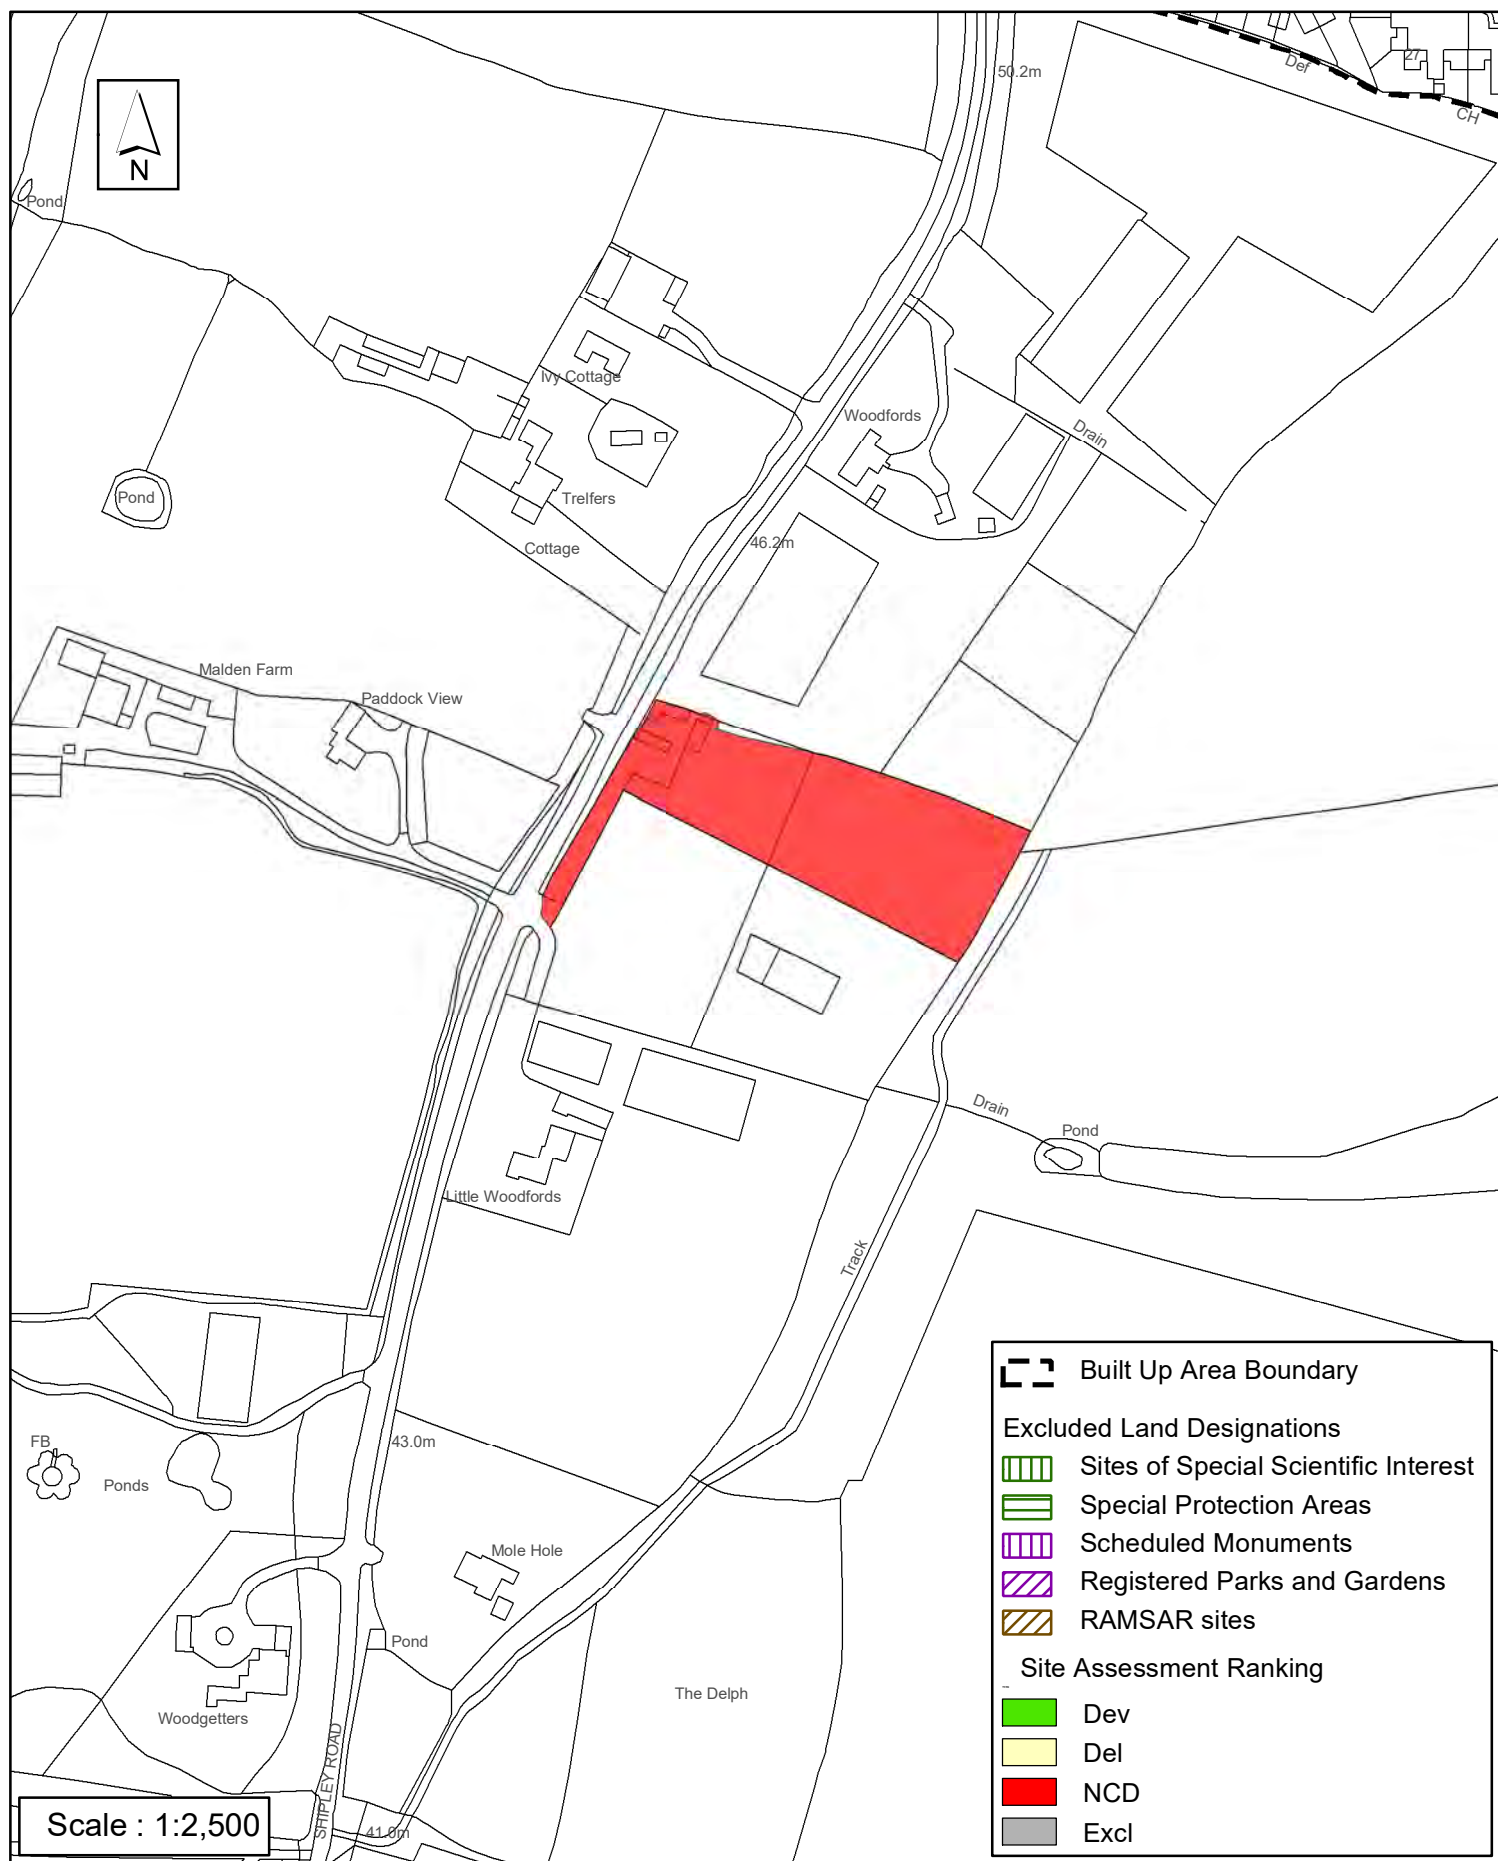 27
Def
50.2m
CH
N
Pond
Ivy Cottage
Woodfords
Drain
Pond
Trelfers
46.2m
Cottage
Malden Farm
Paddock View
Drain
Pond
Little Woodfords
Track
Built Up Area Boundary
Excluded Land Designations
FB
43.0m
Sites of Special Scientific Interest
Ponds
Special Protection Areas
Mole Hole
Scheduled Monuments
Registered Parks and Gardens
RAMSAR sites
Pond
Site Assessment Ranking
The Delph
Woodgetters
Dev
Del
SHIPLEY ROAD
NCD
Scale : 1:2,500
41.0m
Excl